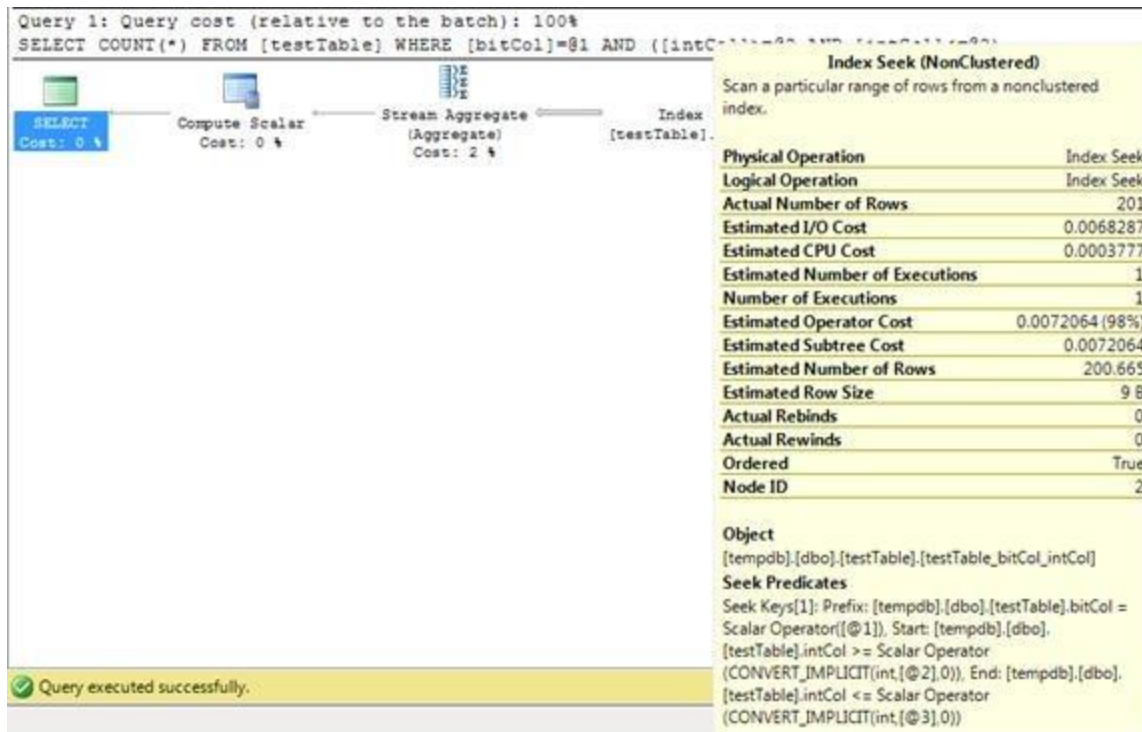 Query 1: Query cost (relative to the batch): 100%
SELECT COUNT(*) FROM [testTable] WHERE [bitCol]=@1 AND
SELECT
Cost: 0 %
Compute Scalar
Cost: 0 %
Stream Aggregate
(Aggregate)
Cost: 2 %
Index
[testTable].
Index Seek (NonClustered)
Scan a particular range of rows from a nonclustered
index.
Physical Operation Index Seek
Logical Operation Index Seek
Actual Number of Rows 201
Estimated I/O Cost 0.0068287
Estimated CPU Cost 0.0003777
Estimated Number of Executions 1
Number of Executions 1
Estimated Operator Cost 0.0072064 (98%)
Estimated Subtree Cost 0.0072064
Estimated Number of Rows 200.665
Estimated Row Size 9 B
Actual Rebinds 0
Actual Rewinds 0
Ordered True
Node ID 2
Object
[tempdb].[dbo].[testTable].[testTable_bitCol_intCol]
Seek Predicates
Seek Keys[1]: Prefix: [tempdb].[dbo].[testTable].bitCol =
Scalar Operator([@1]), Start: [tempdb].[dbo].
[testTable].intCol >= Scalar Operator
(CONVERT_IMPLICIT(int,[@2],0)), End: [tempdb].[dbo].
[testTable].intCol <= Scalar Operator
(CONVERT_IMPLICIT(int,[@3],0))
Query executed successfully.